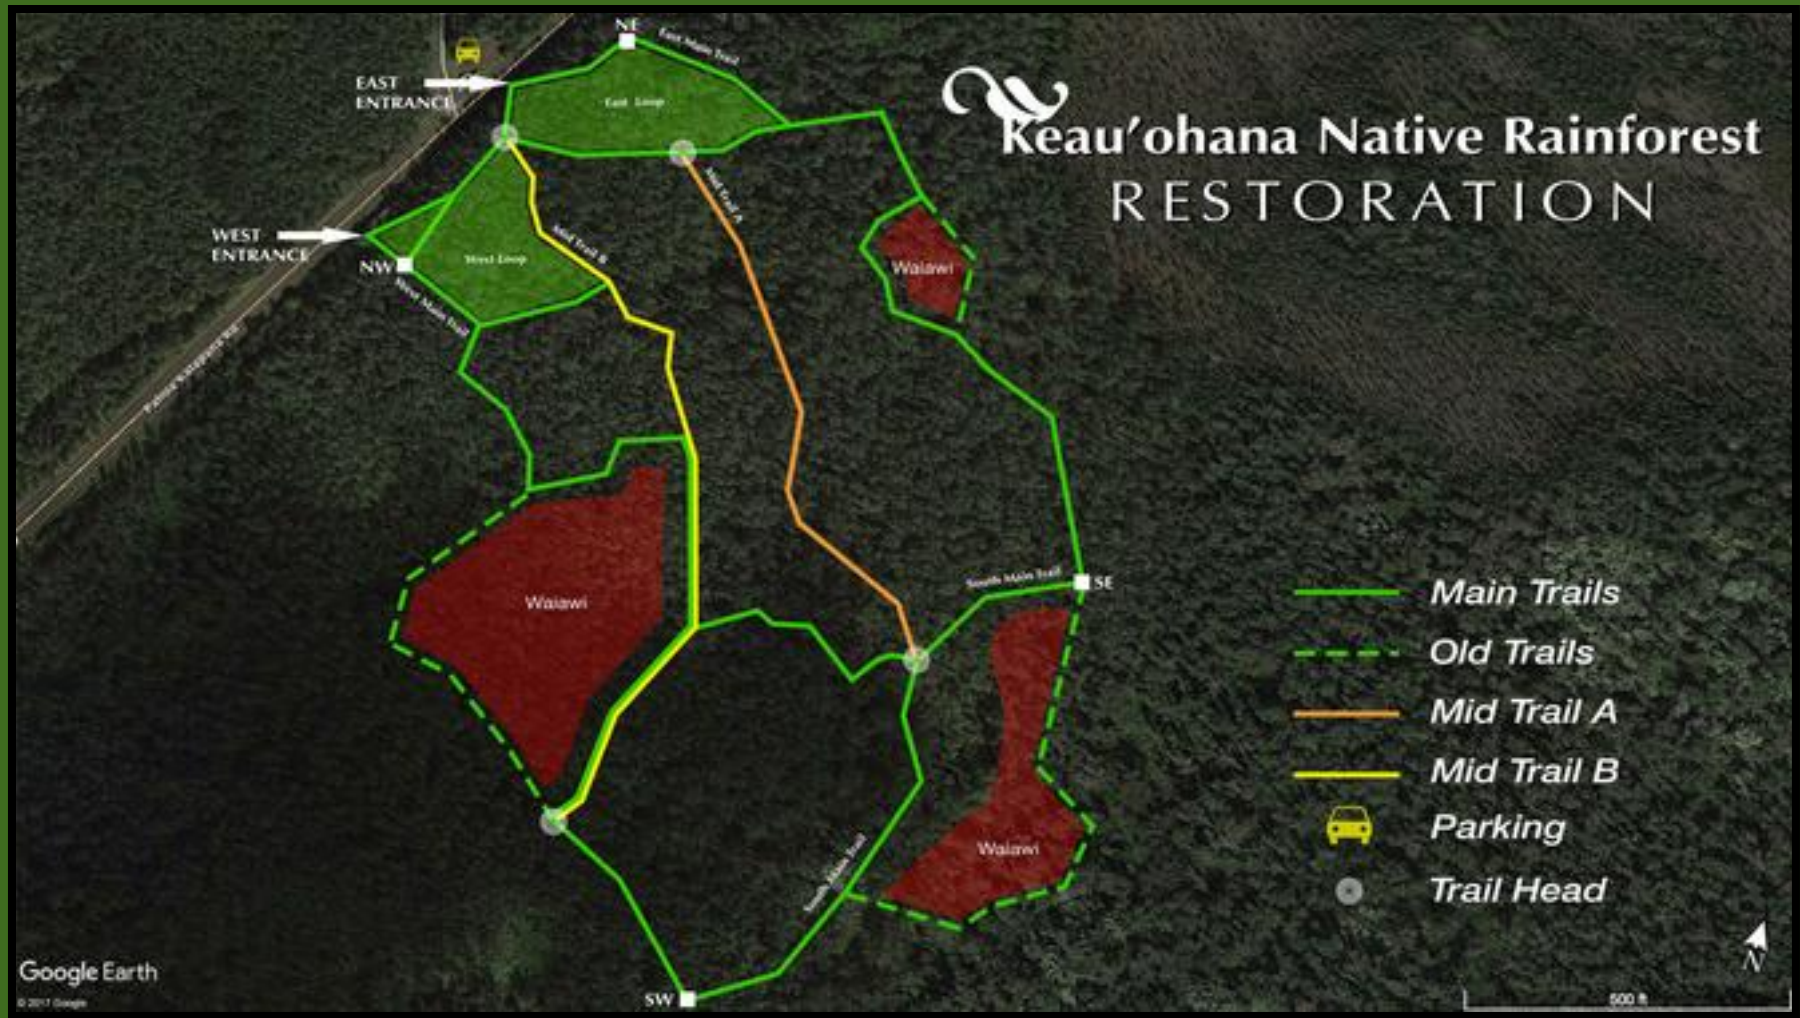 NE
East Main Trail
EAST
ENTRANCE
East Loop
Keau'ohana Native Rainforest
RESTORATION
Mid Trail A
WEST
ENTRANCE
Mid Trail B
West Loop
NW
West Main Trail
Waiawi
Waiawi
South Main Trail
SE
Main Trails
Old Trails
Mid Trail A
Mid Trail B
Parking
Trail Head
Waiawi
South Main Trail
SW
N
Google Earth
© 2017 Google
500 ft